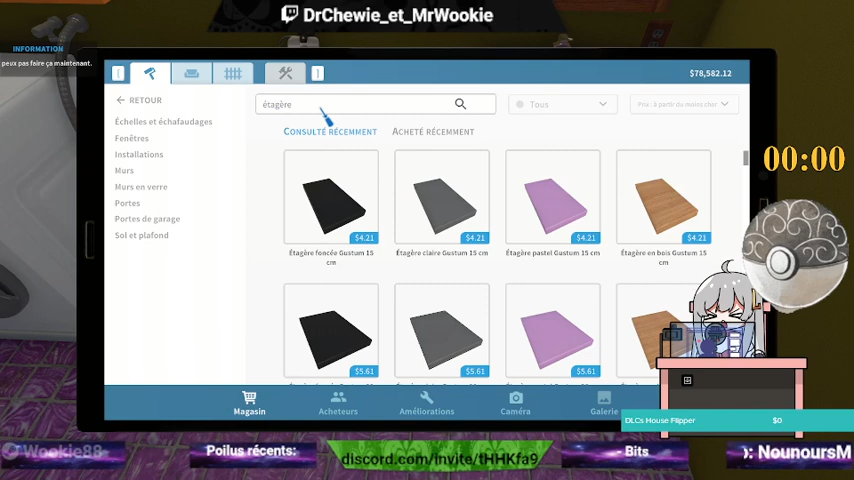 DrChewie_et_MrWookie
INFORMATION
peux pas faire ça maintenant.
$78,582.12
RETOUR
étagère
Tous
Prix : à partir du moins cher
Échelles et échafaudages
Fenêtres
Installations
Murs
Murs en verre
Portes
Portes de garage
Sol et plafond
CONSULTÉ RÉCEMMENT
ACHETÉ RÉCEMMENT
$4.21
$4.21
$4.21
$4.21
Étagère foncée Gustum 15
cm
Étagère claire Gustum 15 cm
Étagère pastel Gustum 15 cm
Étagère en bois Gustum 15
cm
$5.61
$5.61
$5.61
00:00
Magasin
Acheteurs
Améliorations
Caméra
Galerie
DLCs House Flipper
$0
Wookie88
Poilus récents:
discord.com/invite/tHHKfa9
- Bits
): NounoursM